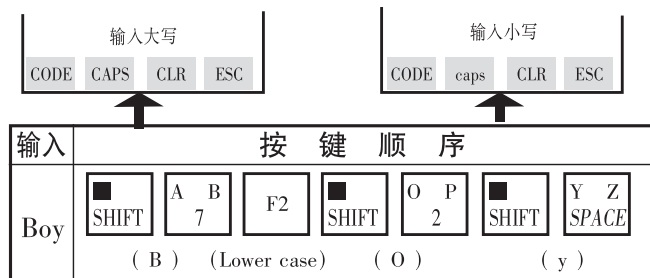 输入大写
CODE CAPS CLR ESC
输入小写
CODE caps CLR ESC
输入 按键顺序
Boy
SHIFT
A B
7
F2
SHIFT
O P
2
SHIFT
Y Z
SPACE
( B ) (Lower case) ( O ) ( y )